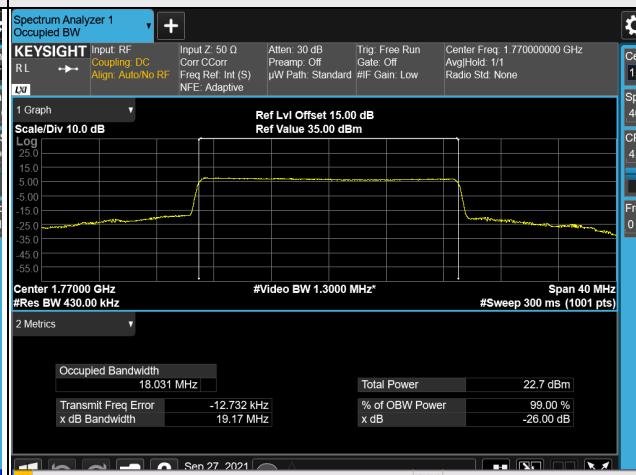 Spectrum Analyzer 1
Occupied BW
KEYSIGHT Input: RF Input Z: 50 Ω Atten: 30 dB Trig: Free Run Center Freq: 1.770000000 GHz
RL Coupling: DC Corr CCorr Preamp: Off Gate: Off Avg|Hold: 1/1
Align: Auto/No RF Freq Ref: Int (S) µW Path: Standard #IF Gain: Low Radio Std: None
LXI NFE: Adaptive
1 Graph Ref Lvl Offset 15.00 dB
Scale/Div 10.0 dB Ref Value 35.00 dBm
Log
25.0
15.0
5.00
-5.00
-15.0
-25.0
-35.0
-45.0
-55.0
Center 1.77000 GHz #Video BW 1.3000 MHz* Span 40 MHz
#Res BW 430.00 kHz #Sweep 300 ms (1001 pts)
2 Metrics
Occupied Bandwidth
18.031 MHz Total Power 22.7 dBm
Transmit Freq Error -12.732 kHz % of OBW Power 99.00 %
x dB Bandwidth 19.17 MHz x dB -26.00 dB
Sep 27, 2021